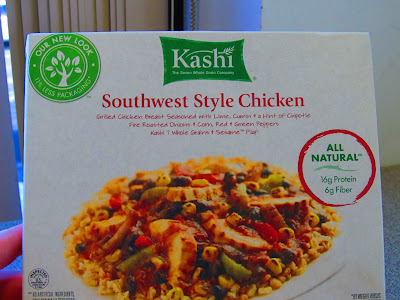 OUR NEW LOOK
LESS PACKAGING
Kashi
The Seven Whole Grain Company
Southwest Style Chicken
Grilled Chicken Breast Seasoned with Lime, Cumin & a Hint of Chipotle
Fire Roasted Onions & Corn, Red & Green Peppers
Kashi 7 Whole Grains & Sesame™ Pilaf
ALL
NATURAL
16g Protein
6g Fiber